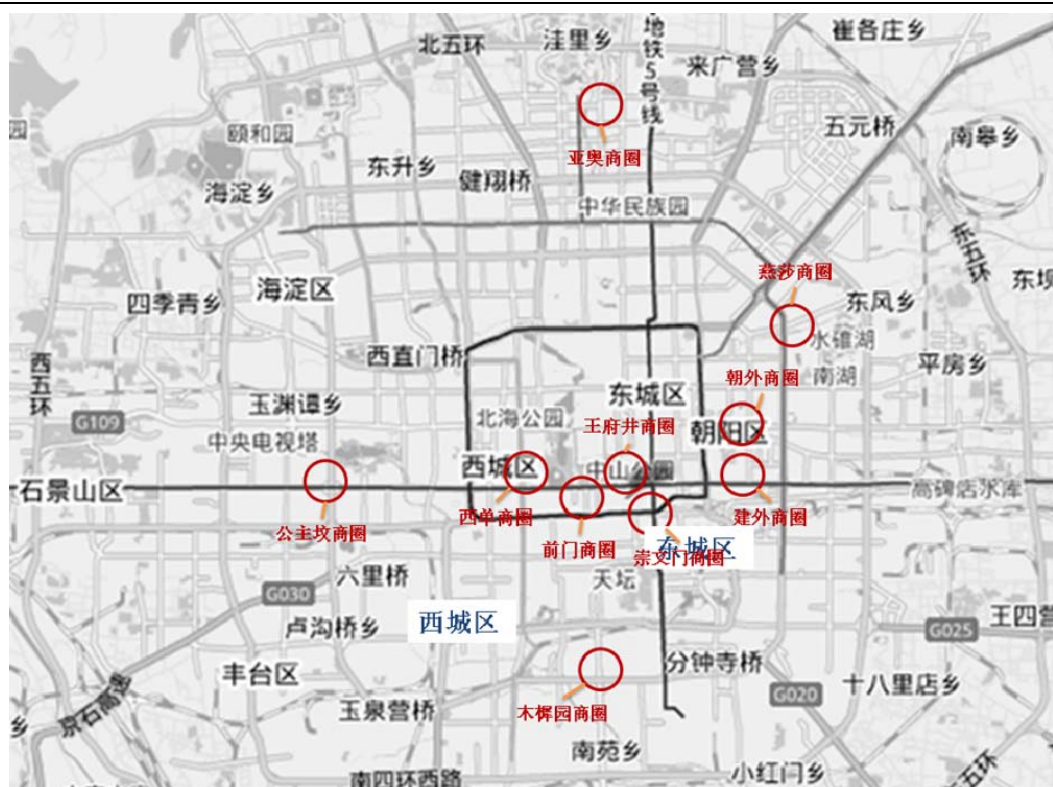 崔各庄乡
洼里乡
北五环
地铁5号线
来广营乡
园
颐和园
五元桥
南皋乡
亚奥商圈
东升乡
健翔桥
海淀乡
中华民族园
东五环
燕莎商圈
东坝
海淀区
四季青乡
东风乡
水碓湖
西直门桥
西五环
平房乡
朝外商圈
南湖
东城区
玉渊潭乡
北海公园
王府井商圈
朝阳区
G109
中央电视塔
西城区
中山公园
石景山区
高碑店水库
西单商圈
建外商圈
公主坟商圈
前门商圈
东城区
崇文门商圈
六里桥
天坛
G030
王四营
西城区
卢沟桥乡
G025
丰台区
分钟寺桥
十八里店乡
G020
京石高速
玉泉营桥
木樨园商圈
乡
南苑乡
南四环西路
小红门乡
五环